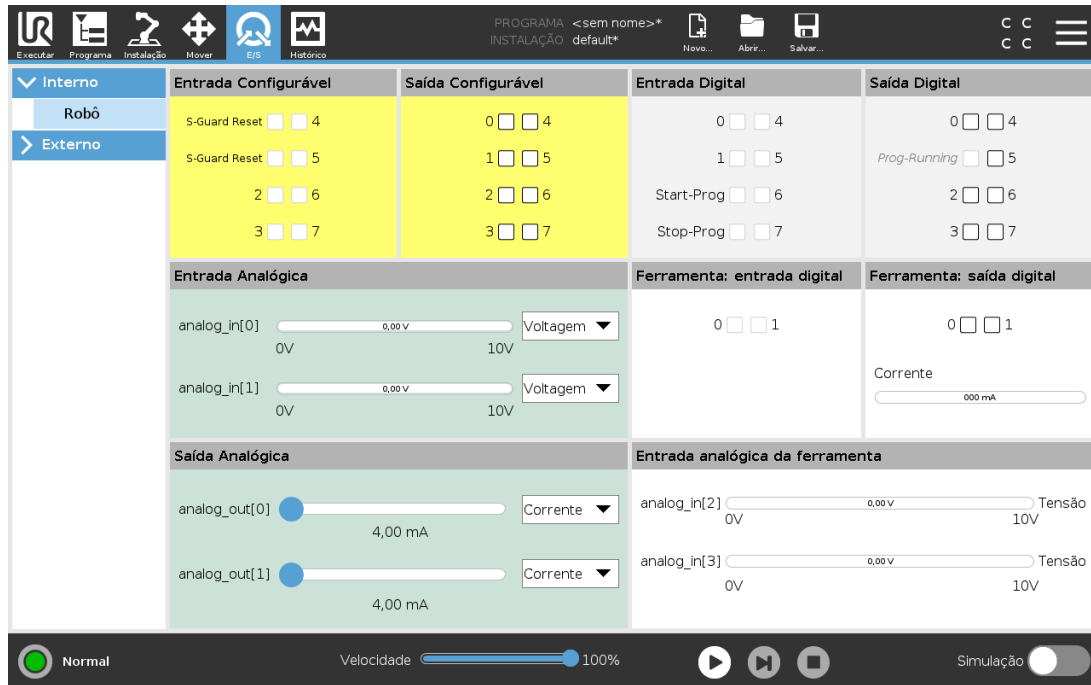 PROGRAMA <sem nome>*
INSTALAÇÃO default*
Executar Programa Instalação Mover E/S Histórico Novo... Abrir... Salvar...
C C
C C
Interno
Robô
Externo
Entrada Configurável
S-Guard Reset 4
S-Guard Reset 5
2 6
3 7
Saída Configurável
0 4
1 5
2 6
3 7
Entrada Digital
0 4
1 5
Start-Prog 6
Stop-Prog 7
Saída Digital
0 4
Prog-Running 5
2 6
3 7
Entrada Analógica
analog_in[0] 0,00 V Voltagem
0V 10V
analog_in[1] 0,00 V Voltagem
0V 10V
Ferramenta: entrada digital
0 1
Ferramenta: saída digital
0 1
Corrente
000 mA
Saída Analógica
analog_out[0] Corrente
4,00 mA
analog_out[1] Corrente
4,00 mA
Entrada analógica da ferramenta
analog_in[2] 0,00 V Tensão
0V 10V
analog_in[3] 0,00 V Tensão
0V 10V
Normal Velocidade 100% Simulação